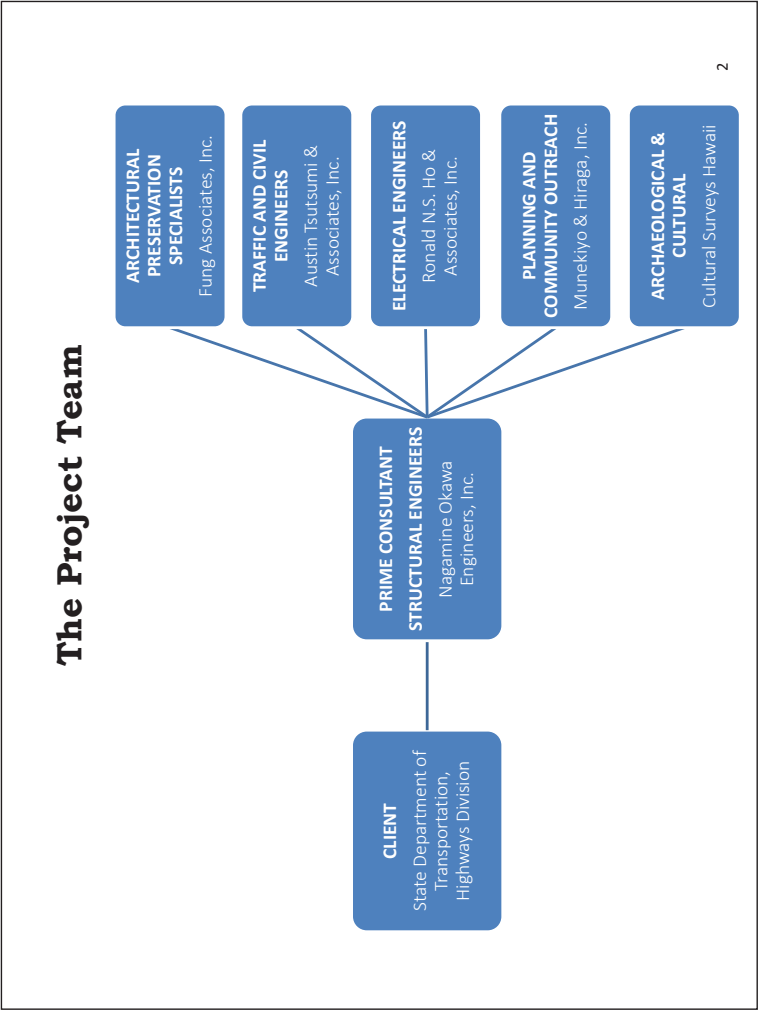 The Project Team
CLIENT
State Department of
Transportation,
Highways Division
PRIME CONSULTANT
STRUCTURAL ENGINEERS
Nagamine Okawa
Engineers, Inc.
ARCHITECTURAL
PRESERVATION
SPECIALISTS
Fung Associates, Inc.
TRAFFIC AND CIVIL
ENGINEERS
Austin Tsutsumi &
Associates, Inc.
ELECTRICAL ENGINEERS
Ronald N.S. Ho &
Associates, Inc.
PLANNING AND
COMMUNITY OUTREACH
Munekiyo & Hiraga, Inc.
ARCHAEOLOGICAL &
CULTURAL
Cultural Surveys Hawaii
2